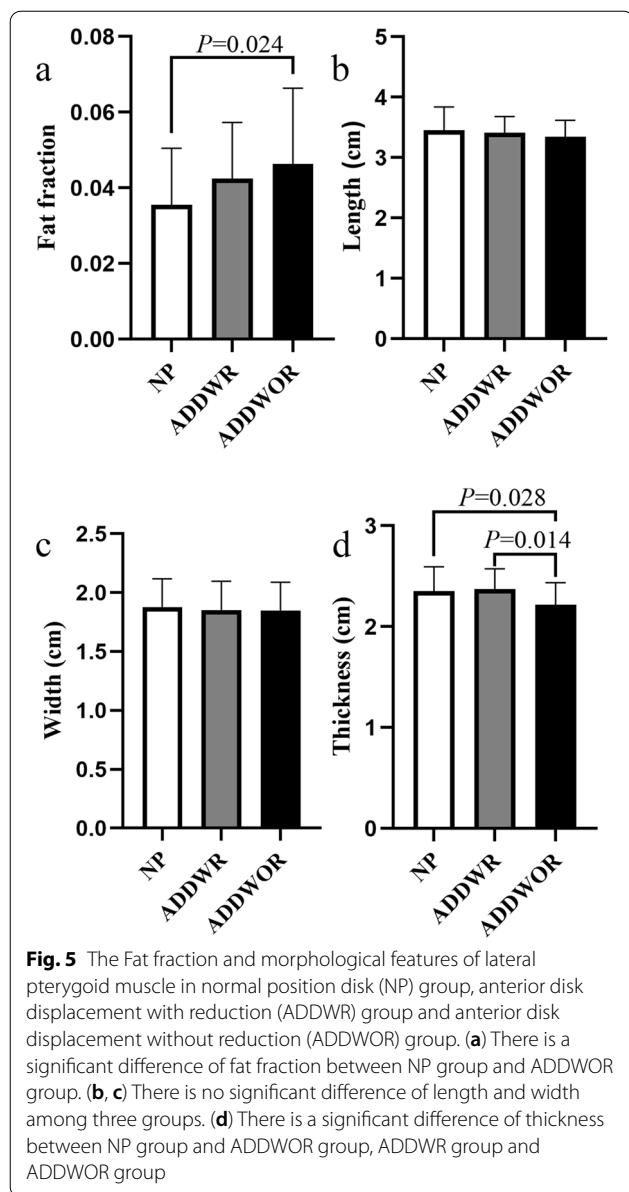 a
P=0.024
Fat fraction
0.08
0.06
0.04
0.02
0.00
NP
ADDWR
ADDWOR
b
Length (cm)
5
4
3
2
1
0
NP
ADDWR
ADDWOR
c
Width (cm)
2.5
2.0
1.5
1.0
0.5
0.0
NP
ADDWR
ADDWOR
d
P=0.028
P=0.014
Thickness (cm)
3
2
1
0
NP
ADDWR
ADDWOR
Fig. 5 The Fat fraction and morphological features of lateral
pterygoid muscle in normal position disk (NP) group, anterior disk
displacement with reduction (ADDWR) group and anterior disk
displacement without reduction (ADDWOR) group. (a) There is a
significant difference of fat fraction between NP group and ADDWOR
group. (b, c) There is no significant difference of length and width
among three groups. (d) There is a significant difference of thickness
between NP group and ADDWOR group, ADDWR group and
ADDWOR group